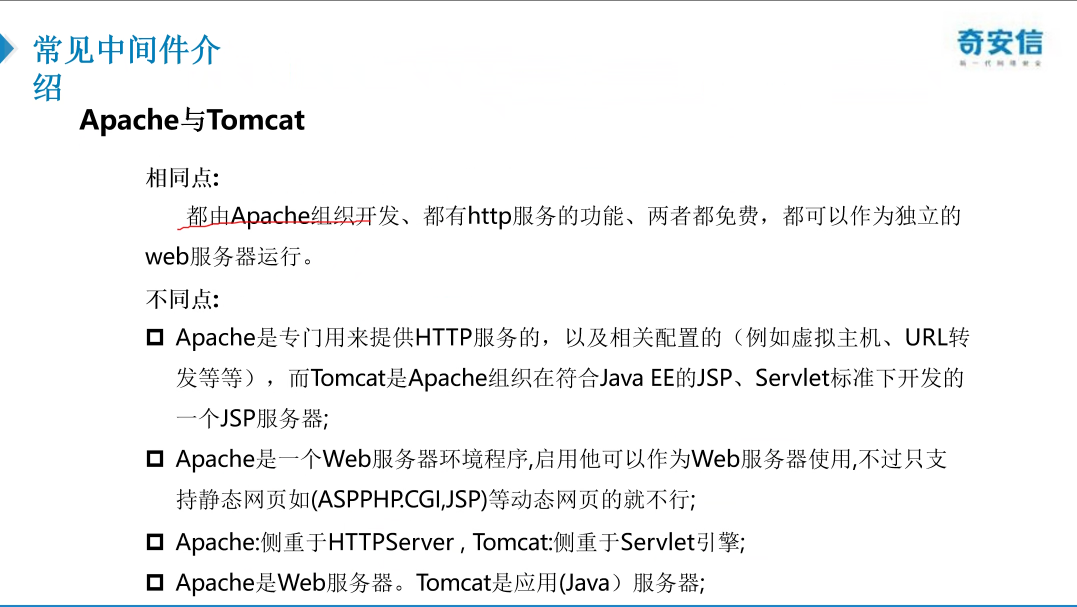 常见中间件介
绍
奇安信
新一代网络安全
Apache与Tomcat
相同点:
都由Apache组织开发、都有http服务的功能、两者都免费，都可以作为独立的
web服务器运行。
不同点:
Apache是专门用来提供HTTP服务的，以及相关配置的（例如虚拟主机、URL转
发等等），而Tomcat是Apache组织在符合Java EE的JSP、Servlet标准下开发的
一个JSP服务器;
Apache是一个Web服务器环境程序,启用他可以作为Web服务器使用,不过只支
持静态网页如(ASPPHP.CGI,JSP)等动态网页的就不行;
Apache:侧重于HTTPServer , Tomcat:侧重于Servlet引擎;
Apache是Web服务器。Tomcat是应用(Java）服务器;